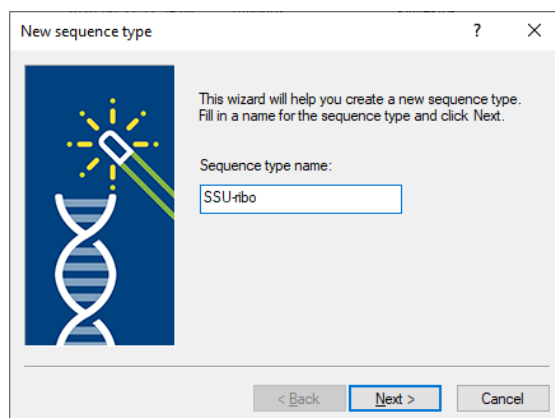 New sequence type
?
This wizard will help you create a new sequence type.
Fill in a name for the sequence type and click Next.
Sequence type name:
SSU-ribo
< Back
Next >
Cancel